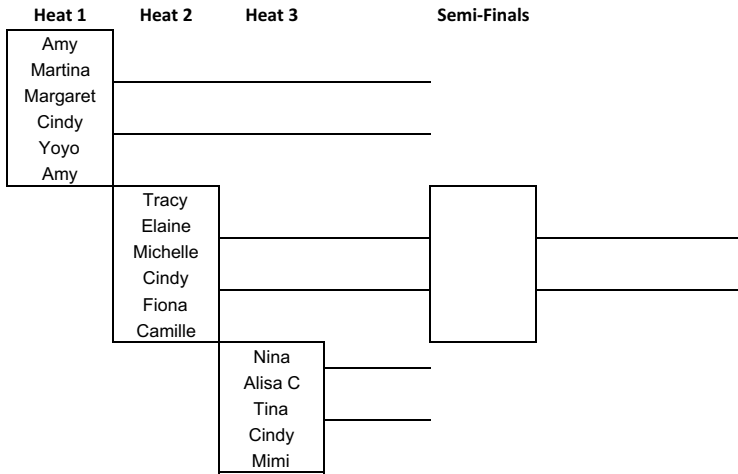 Heat 1 Heat 2 Heat 3 Semi-Finals
Amy
Martina
Margaret
Cindy
Yoyo
Amy
Tracy
Elaine
Michelle
Cindy
Fiona
Camille
Nina
Alisa C
Tina
Cindy
Mimi